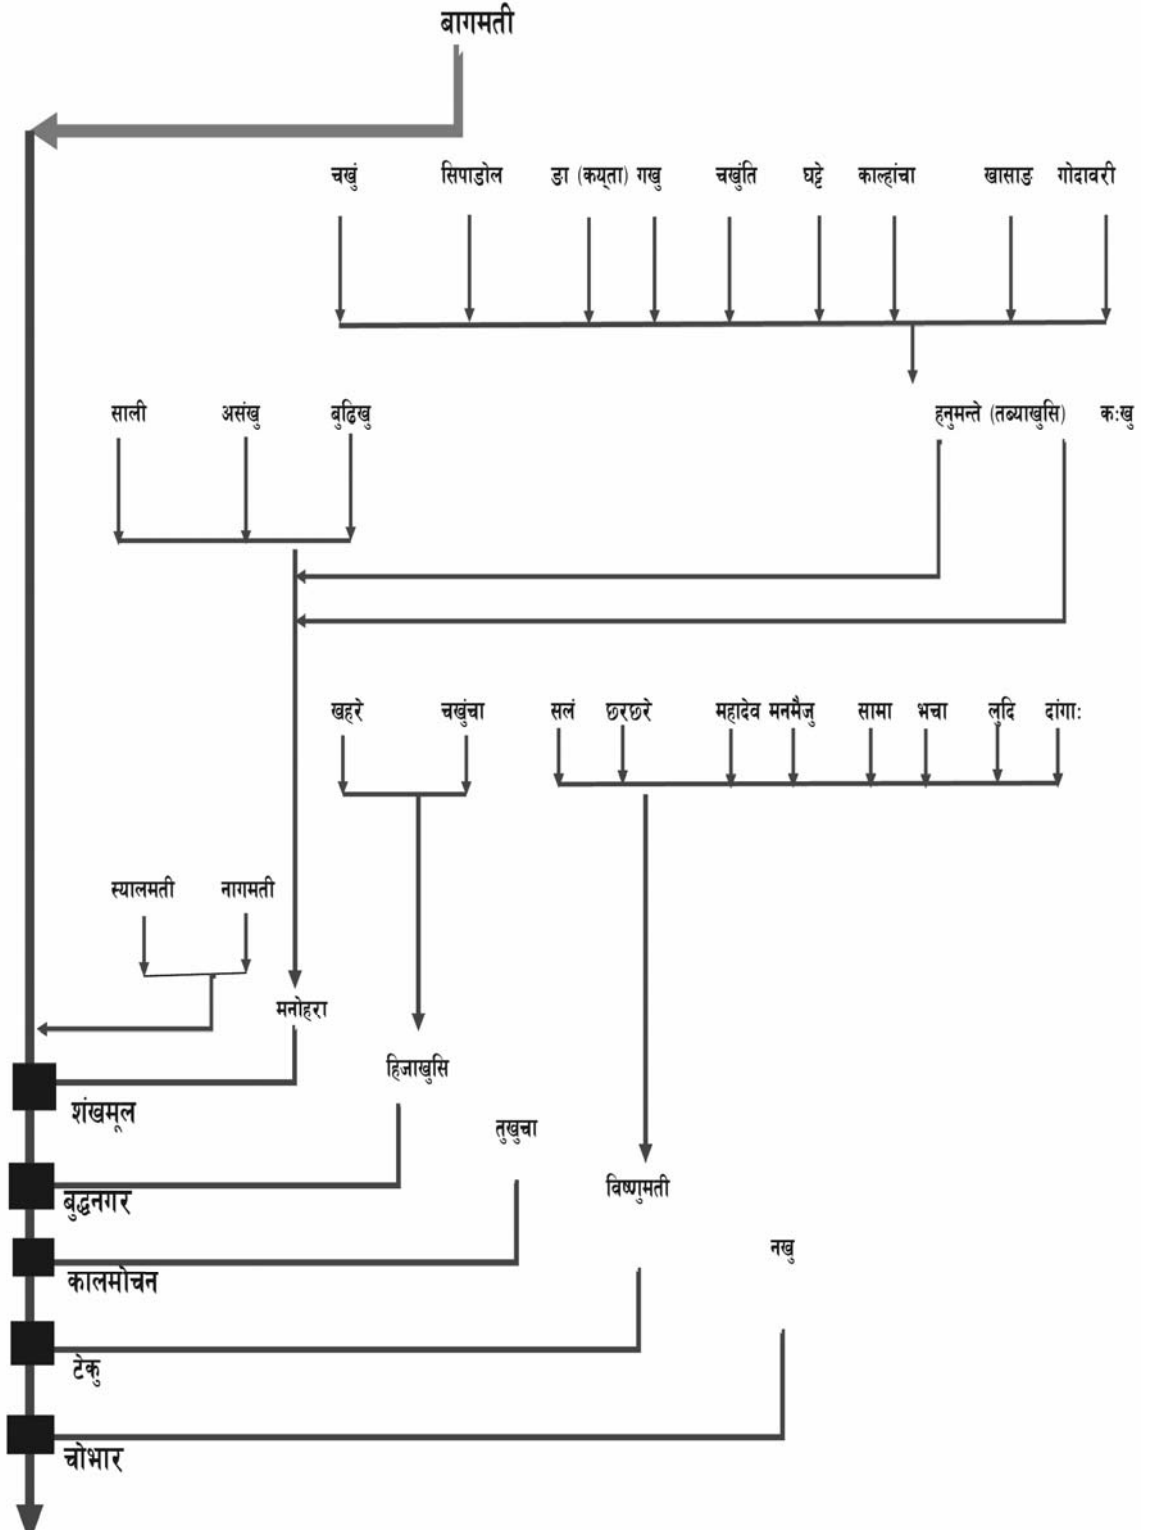 बागमती
चखुं सिपाडोल ङा (कय्ता) गखु चखुंति घट्टे काल्हांचा खासाङ गोदावरी
साली असंखु बुढिखु हनुमन्ते (तब्याखुसि) कःखु
खहरे चखुंचा सलं छरछरे महादेव मनमैजु सामा भचा लुदि दांगाः
स्यालमती नागमती
मनोहरा
हिजाखुसि
शंखमूल
तुखुचा
विष्णुमती
बुद्धनगर
नखु
कालमोचन
टेकु
चोभार